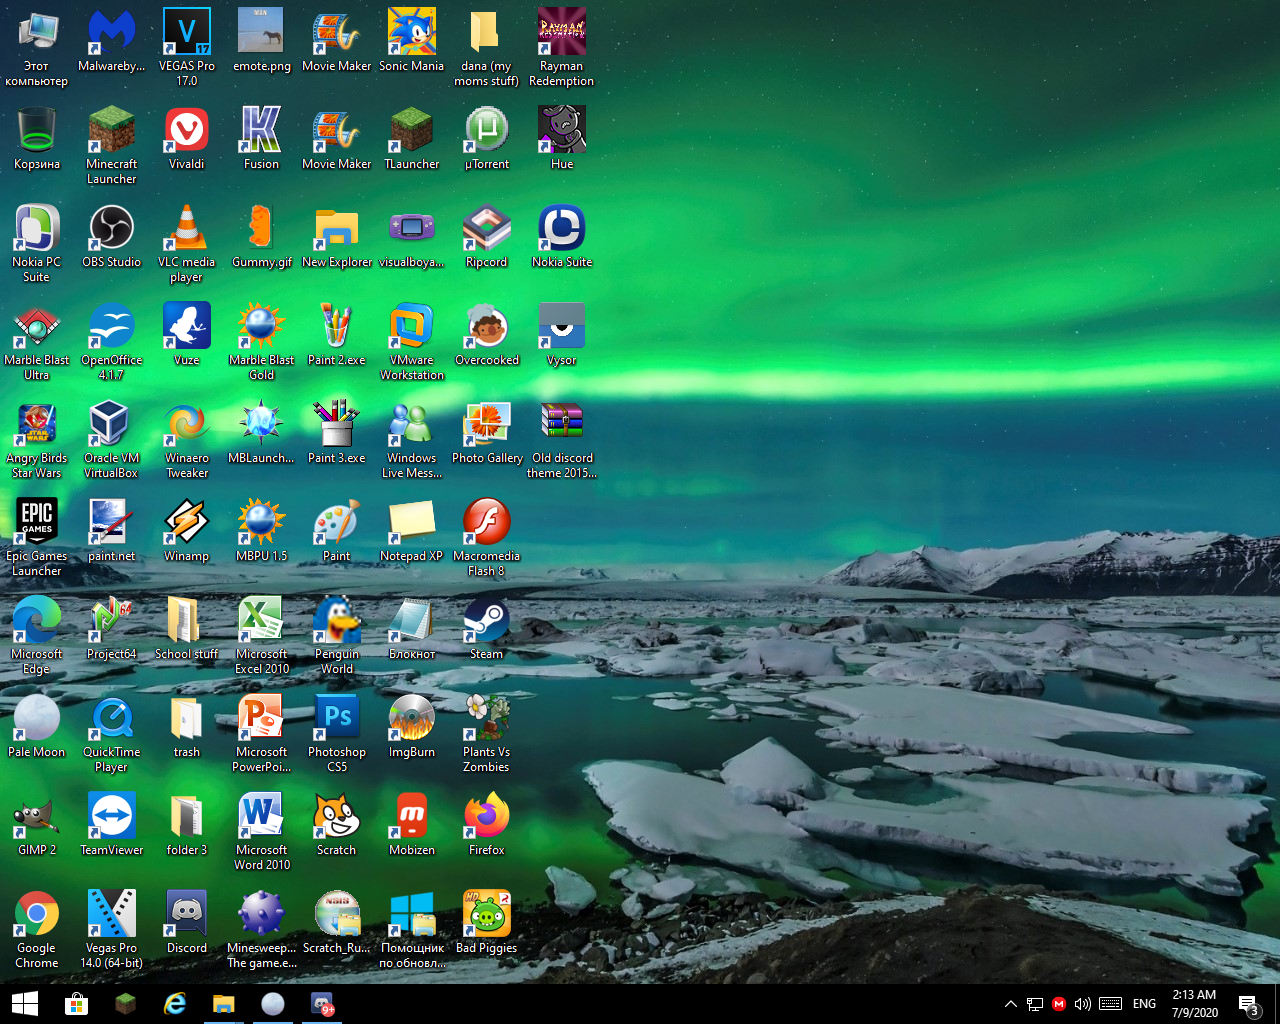 Этот
компьютер
Malwareby...
VEGAS Pro
17.0
emote.png
Movie Maker
Sonic Mania
dana (my
moms stuff)
Rayman
Redemption
Корзина
Minecraft
Launcher
Vivaldi
Fusion
Movie Maker
TLauncher
µTorrent
Hue
Nokia PC
Suite
OBS Studio
VLC media
player
Gummy.gif
New Explorer
visualboya...
Ripcord
Nokia Suite
Marble Blast
Ultra
OpenOffice
4.1.7
Vuze
Marble Blast
Gold
Paint 2.exe
VMware
Workstation
Overcooked
Vysor
Angry Birds
Star Wars
Oracle VM
VirtualBox
Winaero
Tweaker
MBLaunch...
Paint 3.exe
Windows
Live Mess...
Photo Gallery
Old discord
theme 2015...
EPIC
GAMES
Epic Games
Launcher
paint.net
Winamp
MBPU 1.5
Paint
Notepad XP
Macromedia
Flash 8
Microsoft
Edge
Project64
School stuff
Microsoft
Excel 2010
Penguin
World
Блокнот
Steam
Pale Moon
QuickTime
Player
trash
Microsoft
PowerPoi...
Ps
Photoshop
CS5
ImgBurn
Plants Vs
Zombies
GIMP 2
TeamViewer
folder 3
Microsoft
Word 2010
Scratch
Mobizen
Firefox
Google
Chrome
Vegas Pro
14.0 (64-bit)
Discord
Minesweep...
The game.e...
Scratch_Ru...
Помощник
по обновл...
Bad Piggies
9+
ENG
2:13 AM
7/9/2020
3